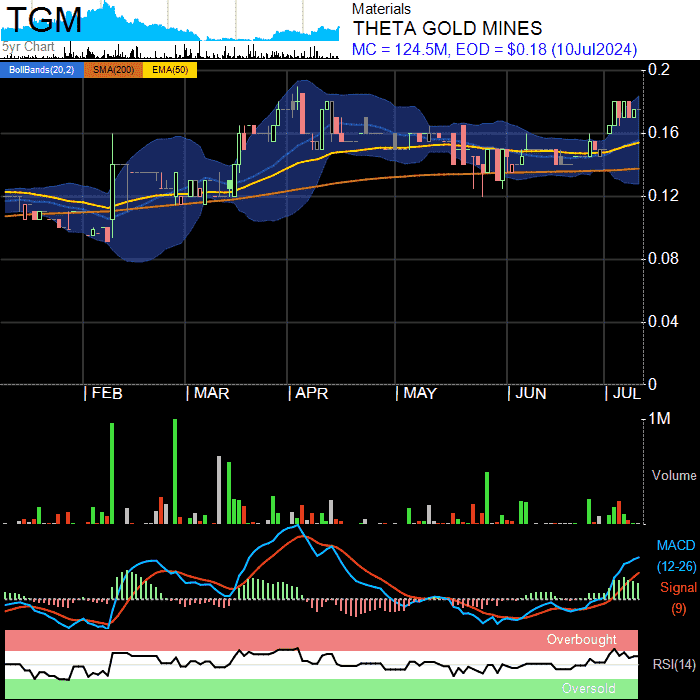 TGM
5yr Chart
Materials
THETA GOLD MINES
MC = 124.5M, EOD = $0.18 (10Jul2024)
BollBands(20,2) SMA(200) EMA(50)
0.2
0.16
0.12
0.08
0.04
0
FEB MAR APR MAY JUN JUL
1M
Volume
MACD
(12-26)
Signal
(9)
Overbought
RSI(14)
Oversold